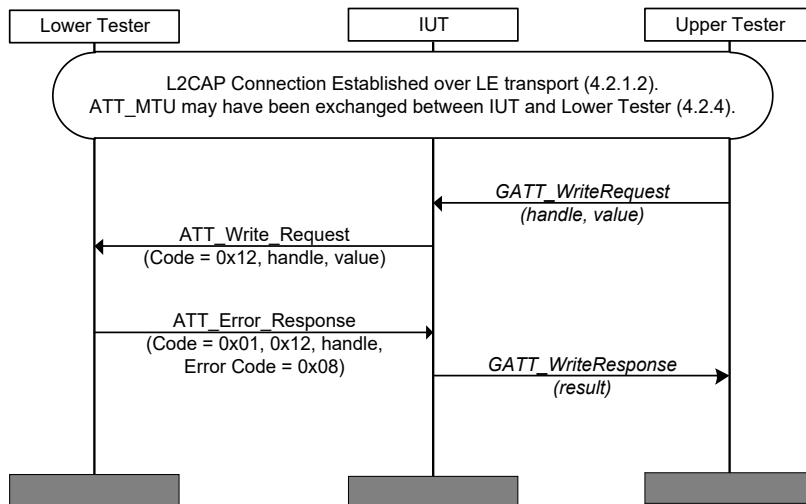 Lower Tester
IUT
Upper Tester
L2CAP Connection Established over LE transport (4.2.1.2).
ATT_MTU may have been exchanged between IUT and Lower Tester (4.2.4).
GATT_WriteRequest
(handle, value)
ATT_Write_Request
(Code = 0x12, handle, value)
ATT_Error_Response
(Code = 0x01, 0x12, handle,
Error Code = 0x08)
GATT_WriteResponse
(result)